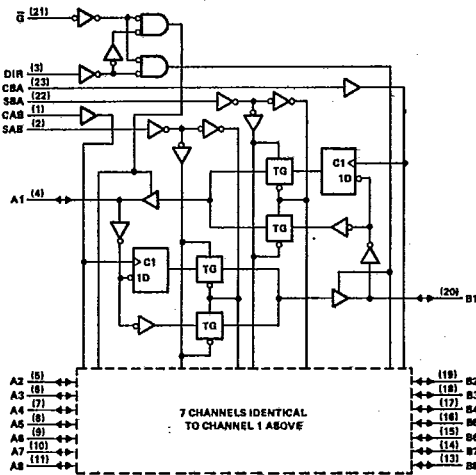 G (21)
DIR (3)
CBA (23)
SBA (22)
CAB (1)
SAB (2)
C1
1D
TG
A1 (4)
TG
C1
1D
TG
(20) B1
TG
A2 (5)
A3 (6)
A4 (7)
A5 (8)
A6 (9)
A7 (10)
A8 (11)
7 CHANNELS IDENTICAL
TO CHANNEL 1 ABOVE
(19) B2
(18) B3
(17) B4
(16) B5
(15) B6
(14) B7
(13)